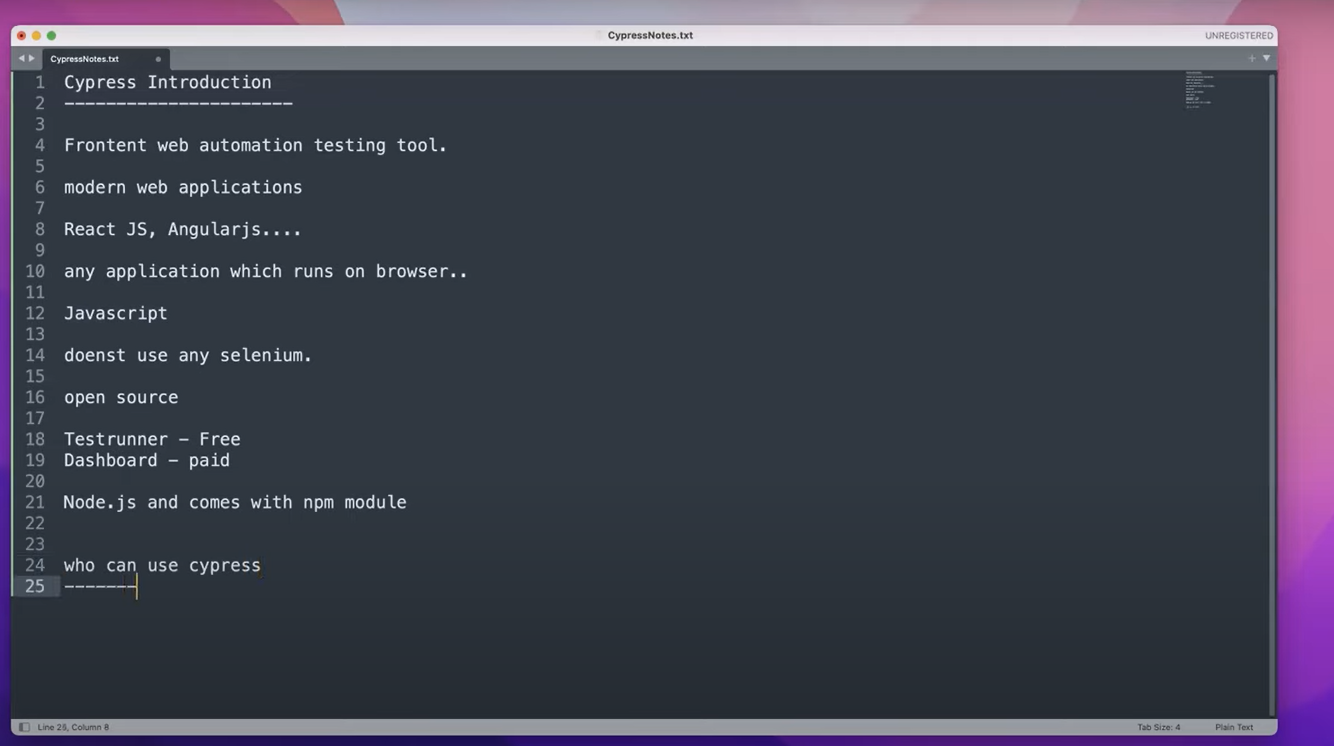 CypressNotes.txt
UNREGISTERED
CypressNotes.txt
1 Cypress Introduction
2 ----------------------
3
4 Frontent web automation testing tool.
5
6 modern web applications
7
8 React JS, Angularjs....
9
10 any application which runs on browser..
11
12 Javascript
13
14 doenst use any selenium.
15
16 open source
17
18 Testrunner - Free
19 Dashboard - paid
20
21 Node.js and comes with npm module
22
23
24 who can use cypress
25 -------
Line 25, Column 8
Tab Size: 4
Plain Text